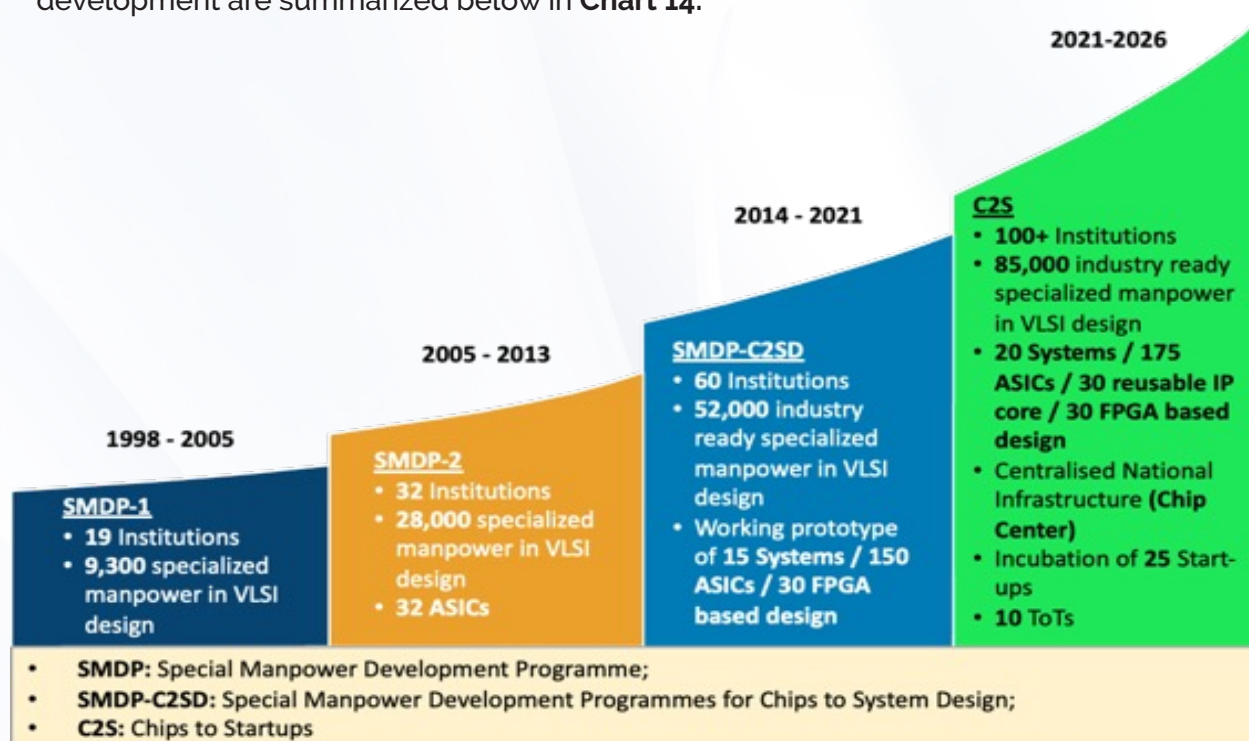 development are summarized below in Chart 14.
2021-2026
2014 - 2021
2005 - 2013
1998 - 2005
SMDP-1
• 19 Institutions
• 9,300 specialized
manpower in VLSI
design
SMDP-2
• 32 Institutions
• 28,000 specialized
manpower in VLSI
design
• 32 ASICs
SMDP-C2SD
• 60 Institutions
• 52,000 industry
ready specialized
manpower in VLSI
design
• Working prototype
of 15 Systems / 150
ASICs / 30 FPGA
based design
C2S
• 100+ Institutions
• 85,000 industry ready
specialized manpower
in VLSI design
• 20 Systems / 175
ASICs / 30 reusable IP
core / 30 FPGA based
design
• Centralised National
Infrastructure (Chip
Center)
• Incubation of 25 Start-
ups
• 10 ToTs
• SMDP: Special Manpower Development Programme;
• SMDP-C2SD: Special Manpower Development Programmes for Chips to System Design;
• C2S: Chips to Startups